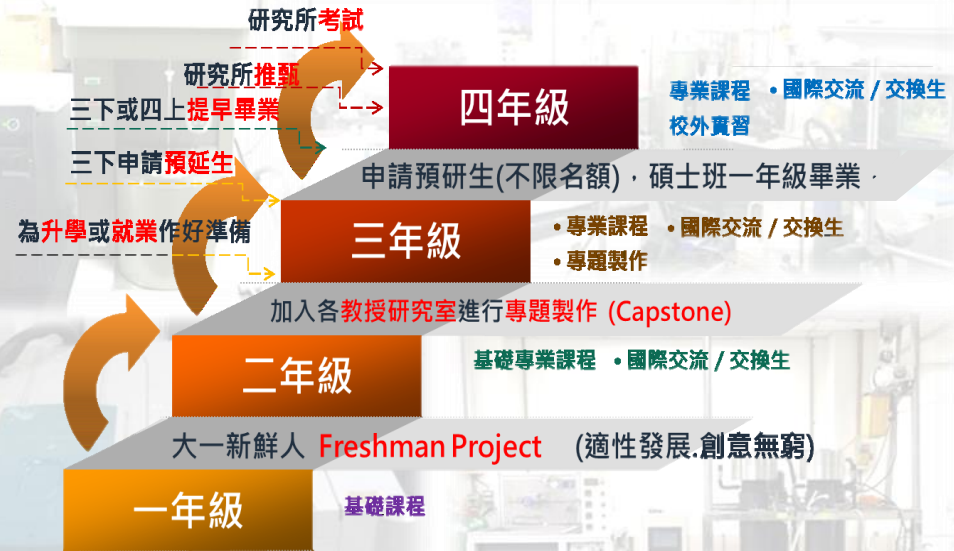 研究所考試
研究所推甄
三下或四上提早畢業
三下申請預延生
為升學或就業作好準備
四年級
專業課程 •國際交流 / 交換生
校外實習
申請預研生(不限名額)，碩士班一年級畢業，
三年級
•專業課程 •國際交流 / 交換生
•專題製作
加入各教授研究室進行專題製作 (Capstone)
二年級
基礎專業課程 •國際交流 / 交換生
大一新鮮人 Freshman Project (適性發展.創意無窮)
一年級
基礎課程